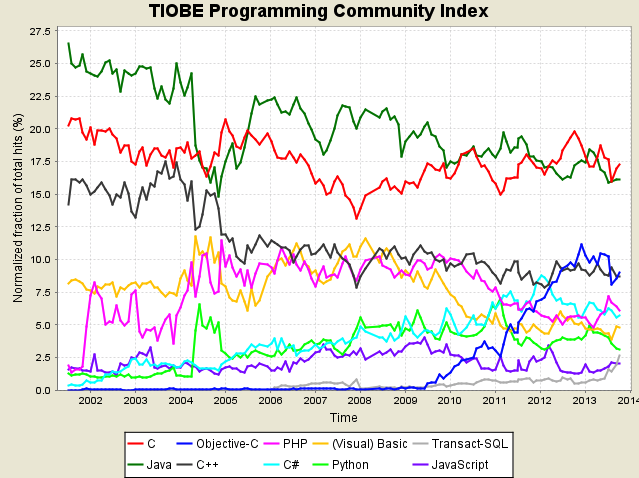 TIOBE Programming Community Index
Normalized fraction of total hits (%)
27.5
25.0
22.5
20.0
17.5
15.0
12.5
10.0
7.5
5.0
2.5
0.0
2002 2003 2004 2005 2006 2007 2008 2009 2010 2011 2012 2013 2014
Time
C Objective-C PHP (Visual) Basic Transact-SQL
Java C++ C# Python JavaScript